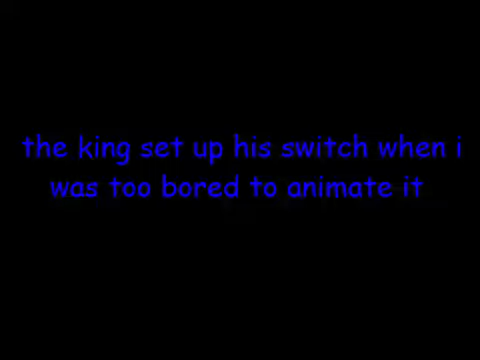 the king set up his switch when i
was too bored to animate it